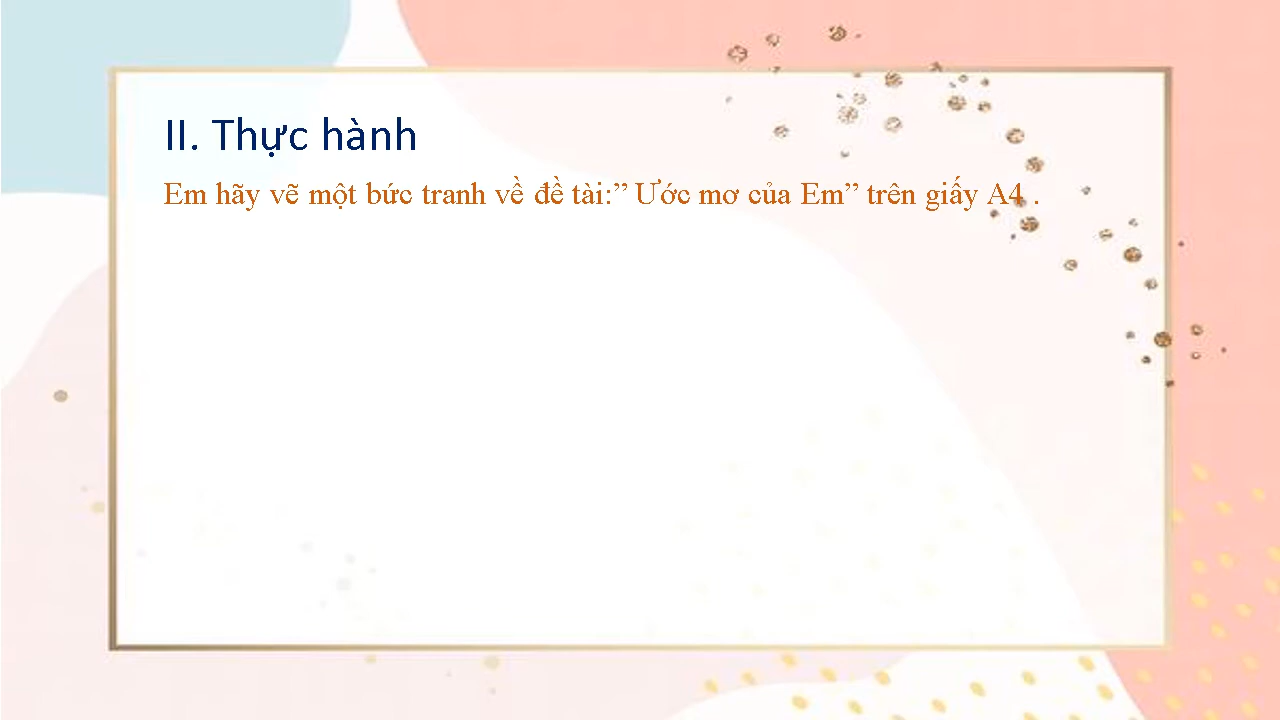 II. Thực hành
Em hãy vẽ một bức tranh về đề tài:” Ước mơ của Em” trên giấy A4 .